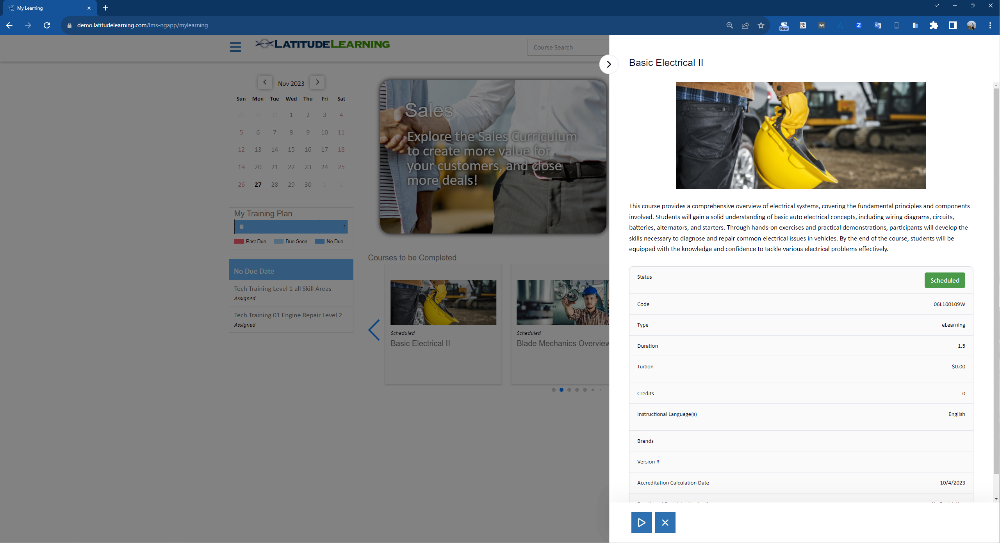 My Learning
demo.latitudelearning.com/lms-ngapp/mylearning
New
LATITUDELEARNING
Course Search
Nov 2023
Sun Mon Tue Wed Thu Fri Sat
29 30 31 1 2 3 4
5 6 7 8 9 10 11
12 13 14 15 16 17 18
19 20 21 22 23 24 25
26 27 28 29 30 1 2
My Training Plan
0 2
Past Due Due Soon No Due...
No Due Date
Tech Training Level 1 all Skill Areas
Assigned
Tech Training 01 Engine Repair Level 2
Assigned
Sales
Explore the Sales Curriculum
to create more value for
your customers, and close
more deals!
Courses to be Completed
Scheduled
Basic Electrical II
Scheduled
Blade Mechanics Overview
Basic Electrical II
This course provides a comprehensive overview of electrical systems, covering the fundamental principles and components
involved. Students will gain a solid understanding of basic auto electrical concepts, including wiring diagrams, circuits,
batteries, alternators, and starters. Through hands-on exercises and practical demonstrations, participants will develop the
skills necessary to diagnose and repair common electrical issues in vehicles. By the end of the course, students will be
equipped with the knowledge and confidence to tackle various electrical problems effectively.
Status Scheduled
Code 06L100109W
Type eLearning
Duration 1.5
Tuition $0.00
Credits 0
Instructional Language(s) English
Brands
Version #
Accreditation Calculation Date 10/4/2023